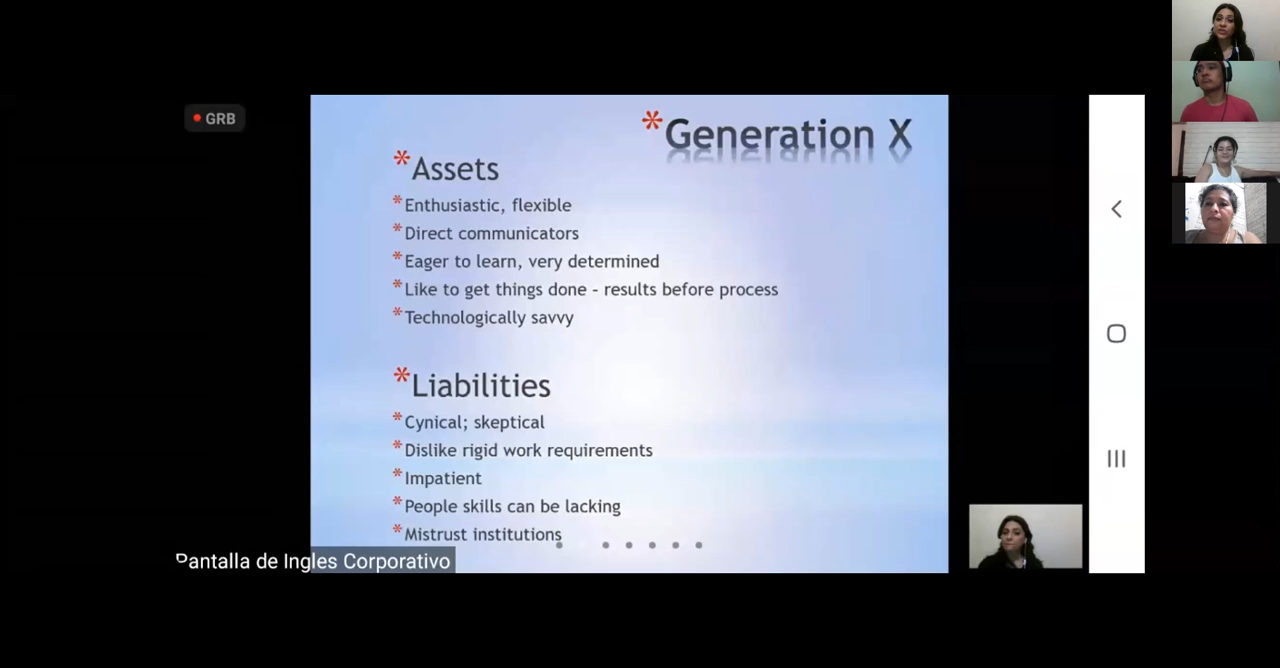 GRB
* Generation X
* Assets
* Enthusiastic, flexible
* Direct communicators
* Eager to learn, very determined
* Like to get things done - results before process
* Technologically savvy
* Liabilities
* Cynical; skeptical
* Dislike rigid work requirements
* Impatient
* People skills can be lacking
* Mistrust institutions
Pantalla de Ingles Corporativo